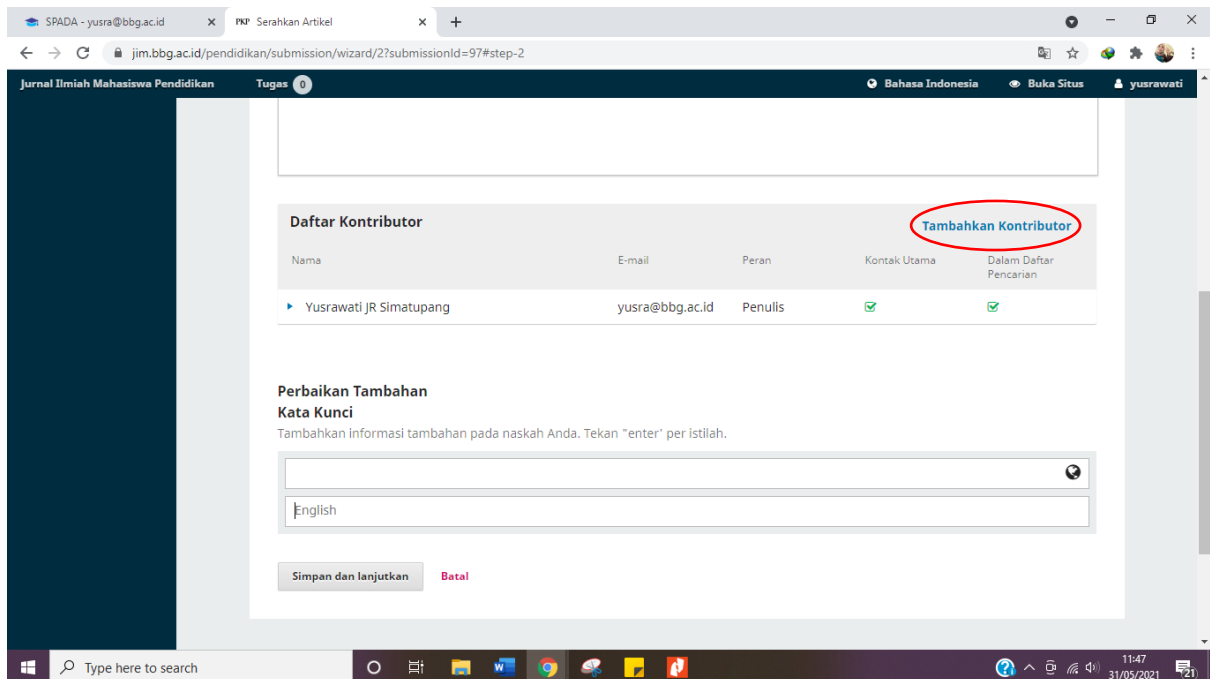 SPADA - yusra@bbg.ac.id
PKP Serahkan Artikel
jim.bbg.ac.id/pendidikan/submission/wizard/2?submissionId=97#step-2
Jurnal Ilmiah Mahasiswa Pendidikan Tugas 0 Bahasa Indonesia Buka Situs yusrawati
Daftar Kontributor Tambahkan Kontributor
Nama E-mail Peran Kontak Utama Dalam Daftar
Pencarian
Yusrawati JR Simatupang yusra@bbg.ac.id Penulis
Perbaikan Tambahan
Kata Kunci
Tambahkan informasi tambahan pada naskah Anda. Tekan "enter' per istilah.
English
Simpan dan lanjutkan Batal
Type here to search
11:47
31/05/2021
21